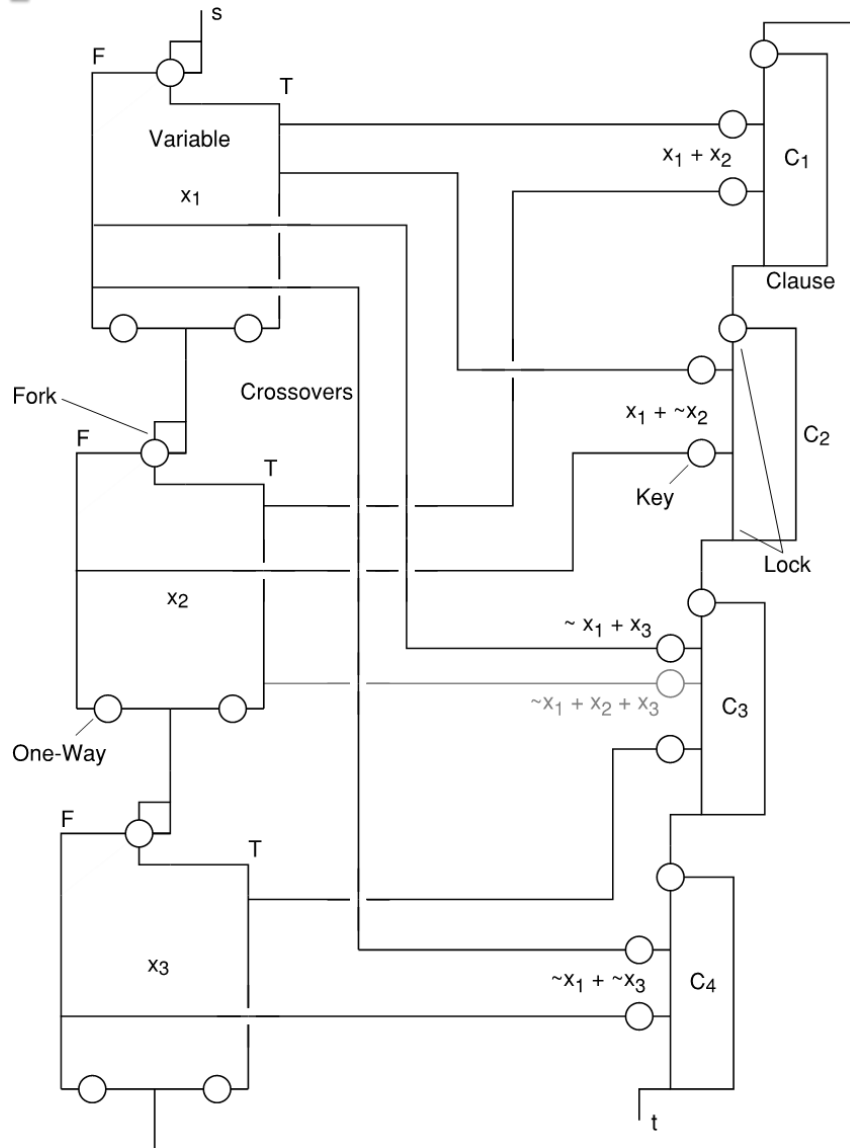 s
F
T
Variable
x₁
x₁ + x₂
C₁
Clause
Fork
Crossovers
x₁ + ~x₂
C₂
F
T
Key
Lock
x₂
~ x₁ + x₃
~x₁ + x₂ + x₃
C₃
One-Way
F
T
x₃
~x₁ + ~x₃
C₄
t